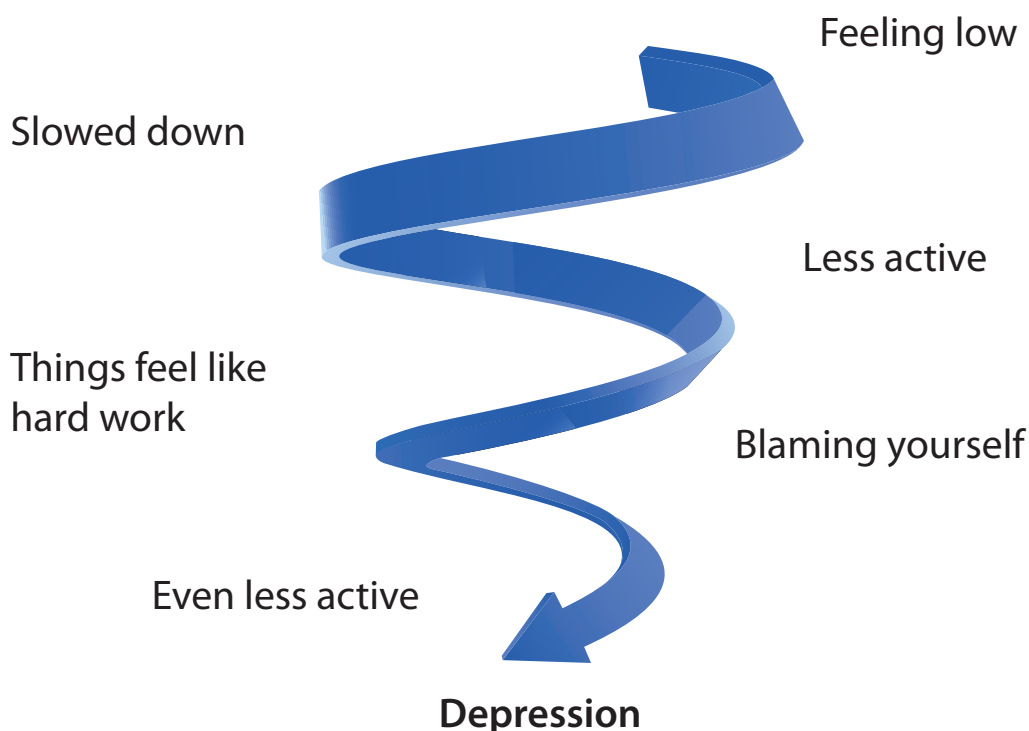 Feeling low
Slowed down
Less active
Things feel like
hard work
Blaming yourself
Even less active
Depression